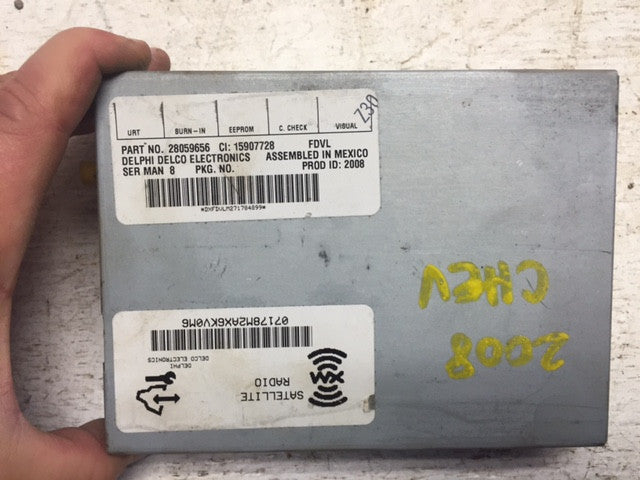 Z30
URT BURN-IN EEPROM C. CHECK VISUAL
PART NO. 28059656 CI: 15907728 FDVL
DELPHI DELCO ELECTRONICS ASSEMBLED IN MEXICO
SER MAN 8 PKG. NO. PROD ID: 2008
*DXFDVLM271784899*
CHEV
2008
SATELLITE
RADIO
XM
DELPHI
DELCO ELECTRONICS
07178M2AX6KV0M6